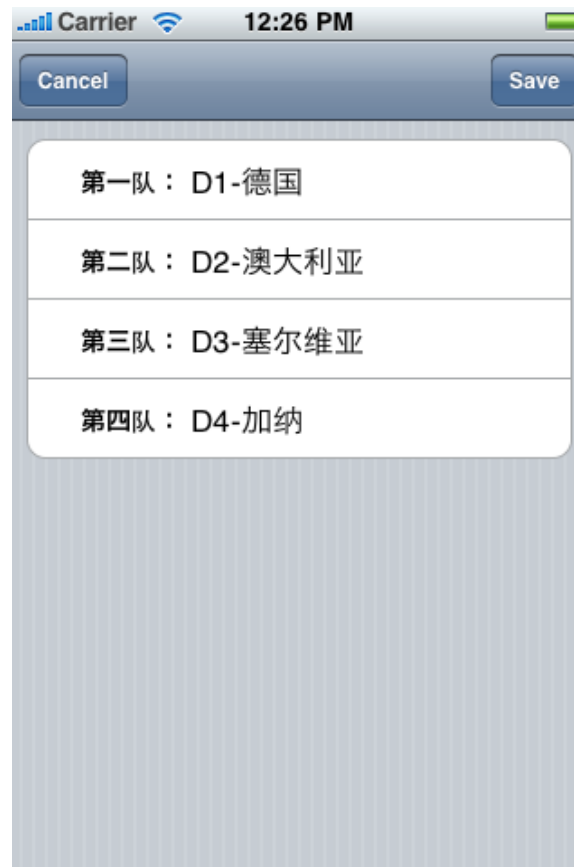 Carrier 12:26 PM
Cancel Save
第一队： D1-德国
第二队： D2-澳大利亚
第三队： D3-塞尔维亚
第四队： D4-加纳